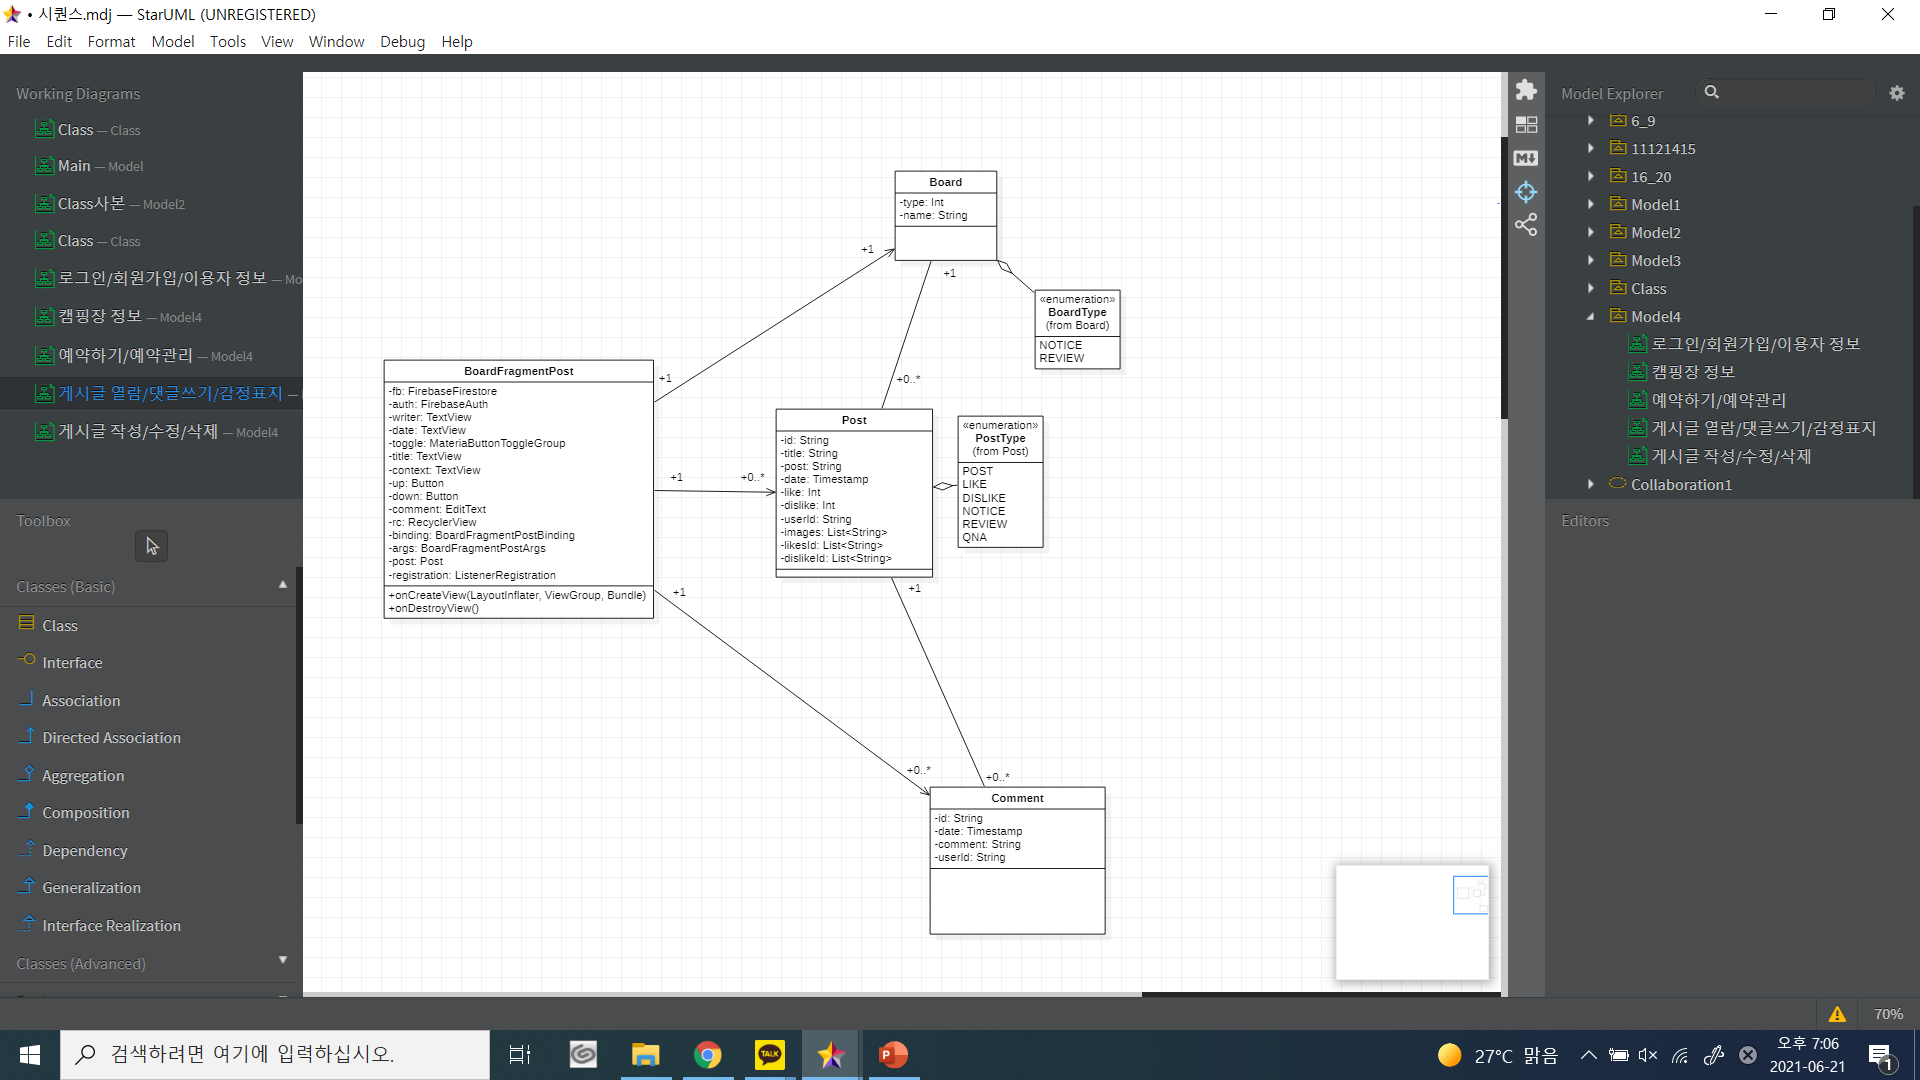 • 시퀀스.mdj — StarUML (UNREGISTERED)
File Edit Format Model Tools View Window Debug Help
Working Diagrams
Class — Class
Main — Model
Class사본 — Model2
Class — Class
로그인/회원가입/이용자 정보 — Mo
캠핑장 정보 — Model4
예약하기/예약관리 — Model4
게시글 열람/댓글쓰기/감정표지 —
게시글 작성/수정/삭제 — Model4
Toolbox
Classes (Basic)
Class
Interface
Association
Directed Association
Aggregation
Composition
Dependency
Generalization
Interface Realization
Classes (Advanced)
Board
-type: Int
-name: String
+1
+1
«enumeration»
BoardType
(from Board)
NOTICE
REVIEW
BoardFragmentPost
-fb: FirebaseFirestore
-auth: FirebaseAuth
-writer: TextView
-date: TextView
-toggle: MateriaButtonToggleGroup
-title: TextView
-context: TextView
-up: Button
-down: Button
-comment: EditText
-rc: RecyclerView
-binding: BoardFragmentPostBinding
-args: BoardFragmentPostArgs
-post: Post
-registration: ListenerRegistration
+onCreateView(LayoutInflater, ViewGroup, Bundle)
+onDestroyView()
+1
+0..*
+1
+0..*
+1
Post
-id: String
-title: String
-post: String
-date: Timestamp
-like: Int
-dislike: Int
-userId: String
-images: List<String>
-likesId: List<String>
-dislikeId: List<String>
«enumeration»
PostType
(from Post)
POST
LIKE
DISLIKE
NOTICE
REVIEW
QNA
+1
+0..*
+0..*
Comment
-id: String
-date: Timestamp
-comment: String
-userId: String
Model Explorer
6_9
11121415
16_20
Model1
Model2
Model3
Class
Model4
로그인/회원가입/이용자 정보
캠핑장 정보
예약하기/예약관리
게시글 열람/댓글쓰기/감정표지
게시글 작성/수정/삭제
Collaboration1
Editors
70%
검색하려면 여기에 입력하십시오.
TALK
P
27°C 맑음
오후 7:06
2021-06-21
1